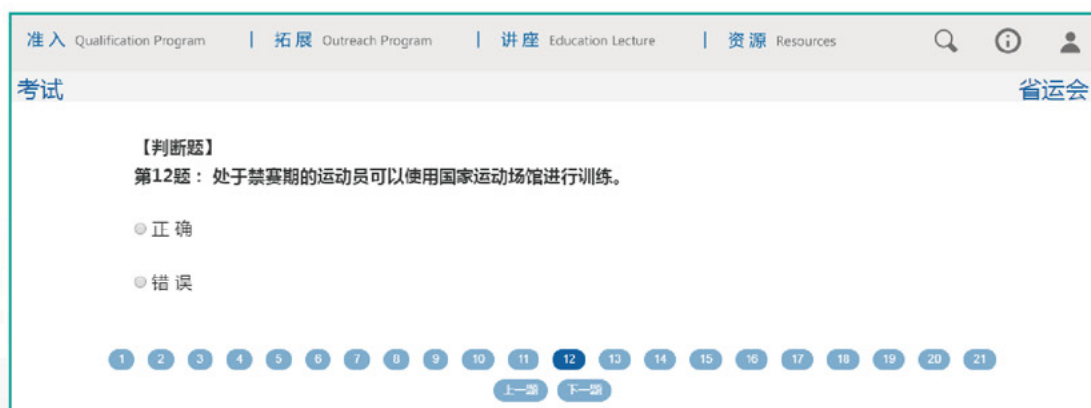 准入 Qualification Program | 拓展 Outreach Program | 讲座 Education Lecture | 资源 Resources
考试 省运会
【判断题】
第12题： 处于禁赛期的运动员可以使用国家运动场馆进行训练。
正 确
错 误
1 2 3 4 5 6 7 8 9 10 11 12 13 14 15 16 17 18 19 20 21
上一题 下一题